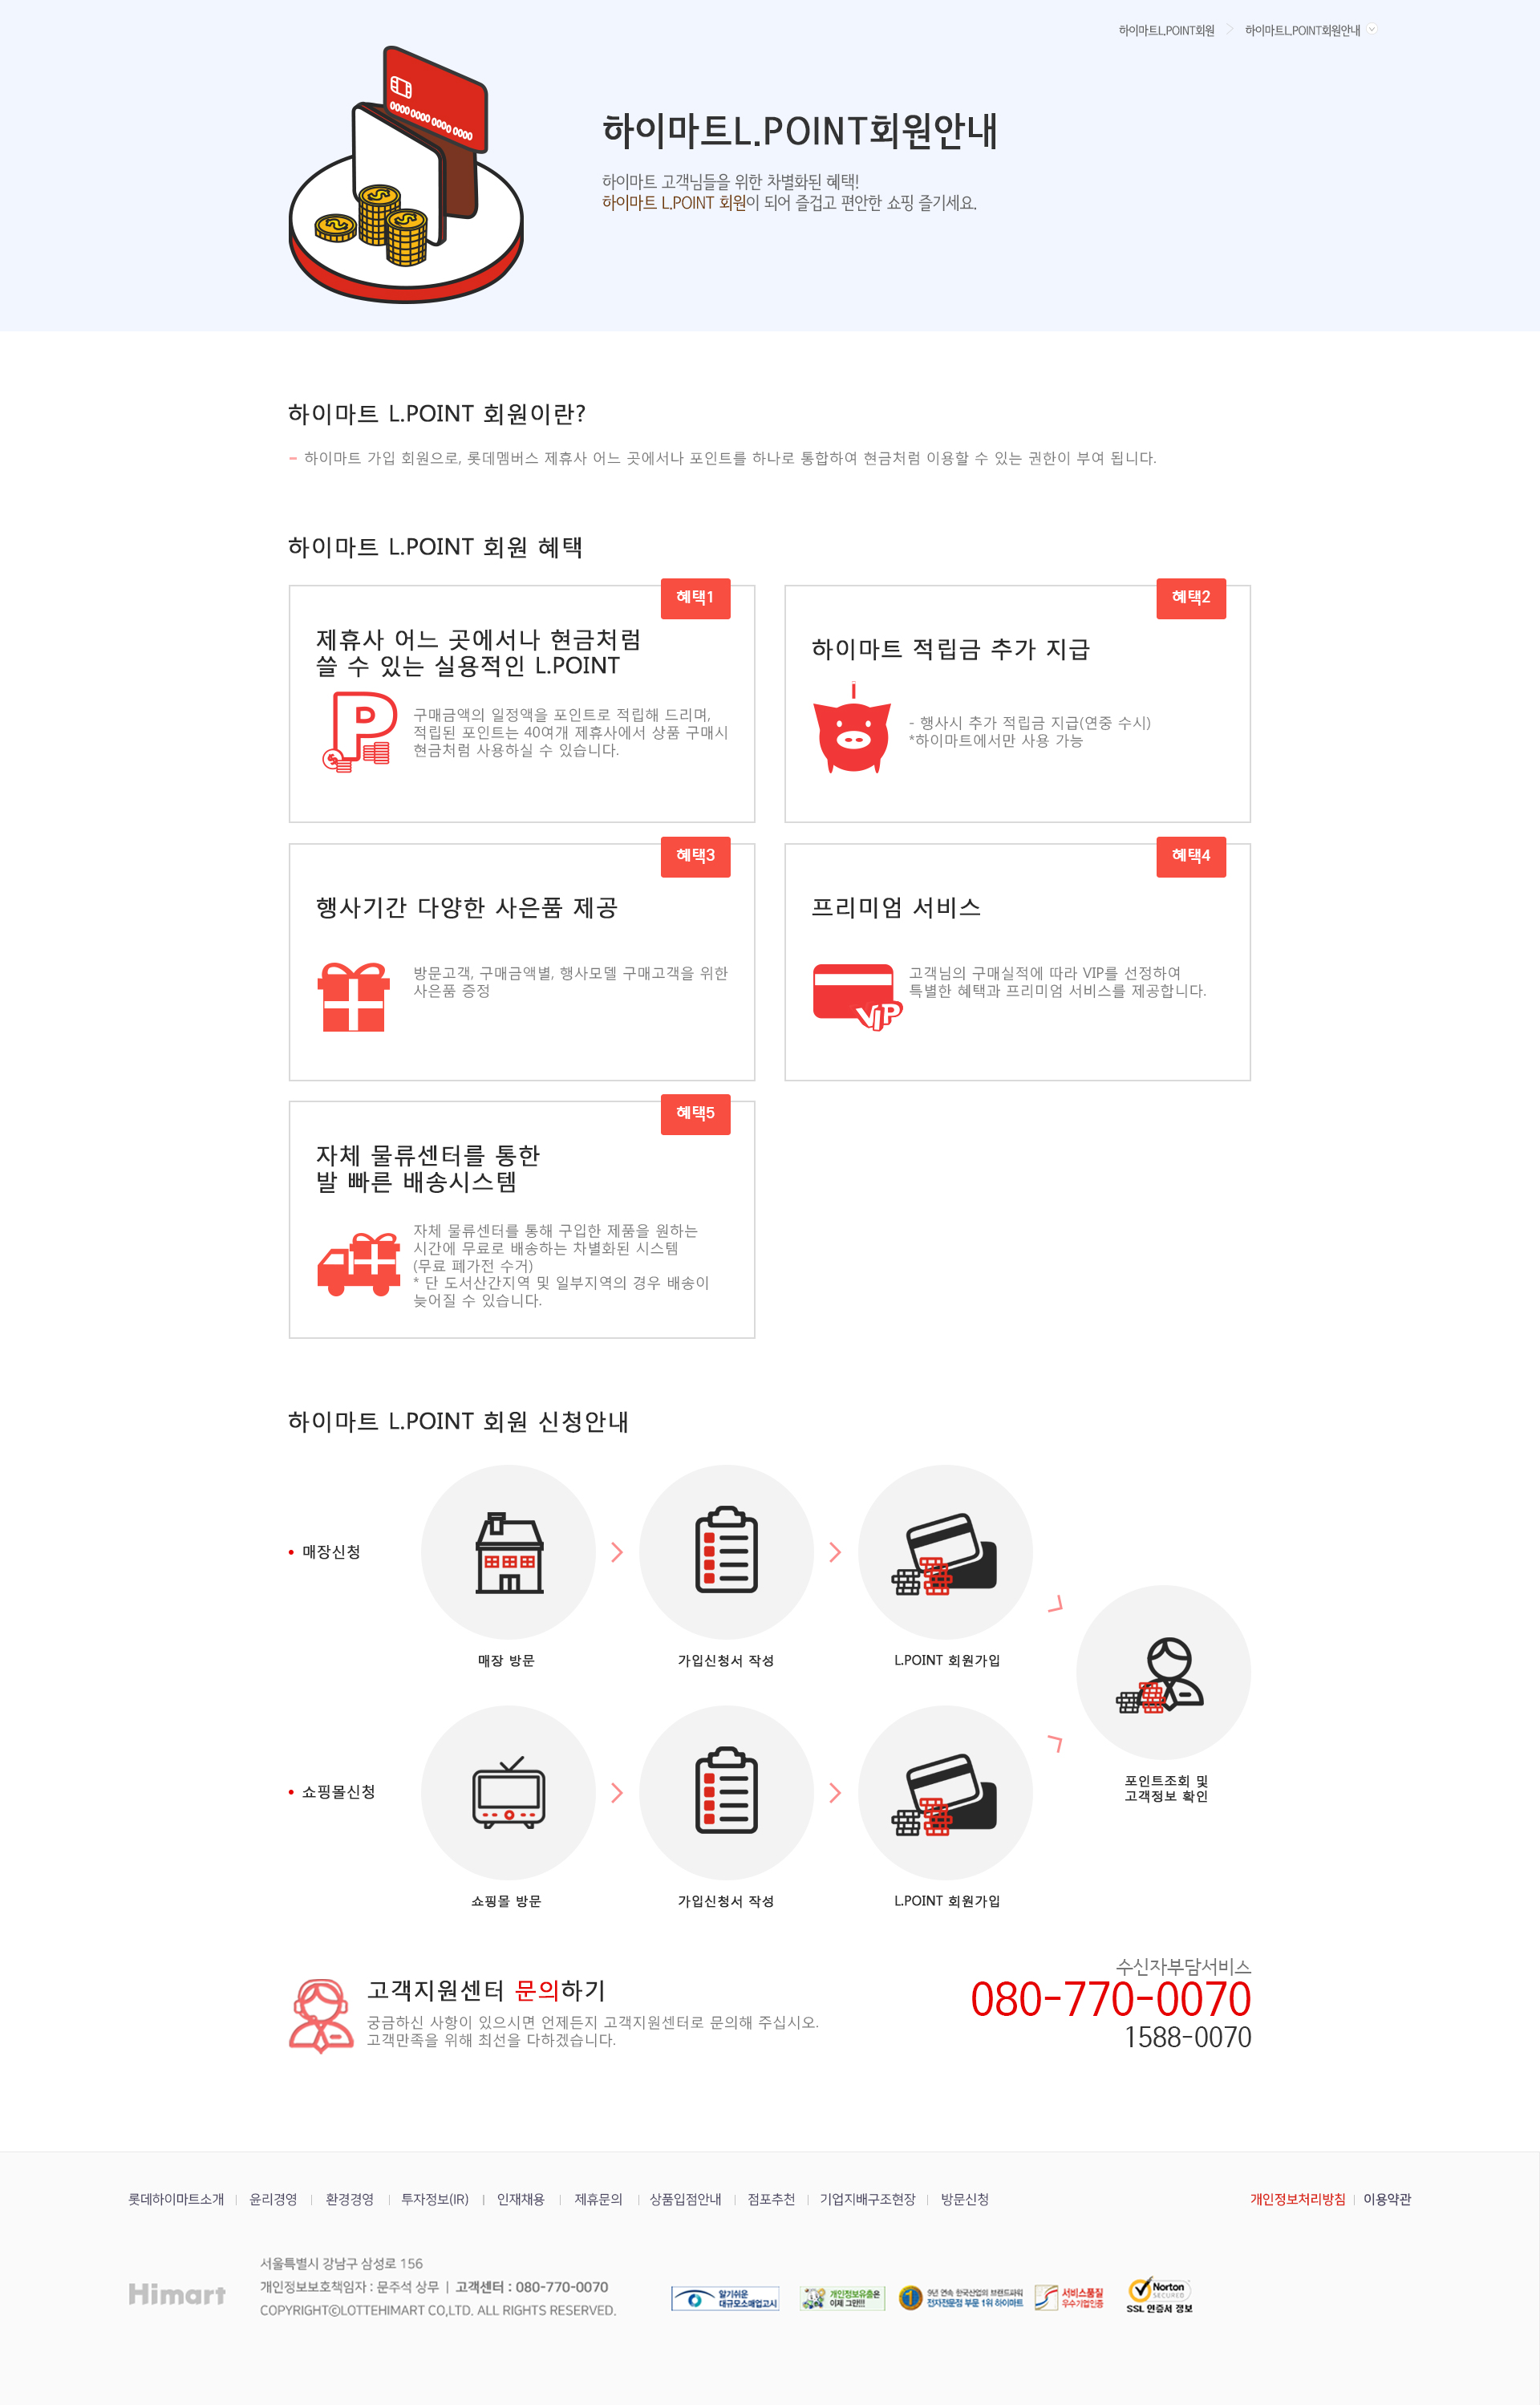 하이마트L.POINT회원
하이마트L.POINT회원안내
0000 0000 0000 0000
하이마트L.POINT회원안내
하이마트 고객님들을 위한 차별화된 혜택!
하이마트 L.POINT 회원이 되어 즐겁고 편안한 쇼핑 즐기세요.
하이마트 L.POINT 회원이란?
– 하이마트 가입 회원으로, 롯데멤버스 제휴사 어느 곳에서나 포인트를 하나로 통합하여 현금처럼 이용할 수 있는 권한이 부여 됩니다.
하이마트 L.POINT 회원 혜택
혜택1
제휴사 어느 곳에서나 현금처럼
쓸 수 있는 실용적인 L.POINT
P
구매금액의 일정액을 포인트로 적립해 드리며,
적립된 포인트는 40여개 제휴사에서 상품 구매시
현금처럼 사용하실 수 있습니다.
혜택2
하이마트 적립금 추가 지급
- 행사시 추가 적립금 지급(연중 수시)
*하이마트에서만 사용 가능
혜택3
행사기간 다양한 사은품 제공
방문고객, 구매금액별, 행사모델 구매고객을 위한
사은품 증정
혜택4
프리미엄 서비스
VIP
고객님의 구매실적에 따라 VIP를 선정하여
특별한 혜택과 프리미엄 서비스를 제공합니다.
혜택5
자체 물류센터를 통한
발 빠른 배송시스템
자체 물류센터를 통해 구입한 제품을 원하는
시간에 무료로 배송하는 차별화된 시스템
(무료 폐가전 수거)
* 단 도서산간지역 및 일부지역의 경우 배송이
늦어질 수 있습니다.
하이마트 L.POINT 회원 신청안내
• 매장신청
매장 방문
가입신청서 작성
L.POINT 회원가입
• 쇼핑몰신청
쇼핑몰 방문
가입신청서 작성
L.POINT 회원가입
포인트조회 및
고객정보 확인
고객지원센터 문의하기
궁금하신 사항이 있으시면 언제든지 고객지원센터로 문의해 주십시오.
고객만족을 위해 최선을 다하겠습니다.
수신자부담서비스
080-770-0070
1588-0070
롯데하이마트소개 | 윤리경영 | 환경경영 | 투자정보(IR) | 인재채용 | 제휴문의 | 상품입점안내 | 점포추천 | 기업지배구조현장 | 방문신청
개인정보처리방침 | 이용약관
Himart
서울특별시 강남구 삼성로 156
개인정보보호책임자 : 문주석 상무 | 고객센터 : 080-770-0070
COPYRIGHTⓒLOTTEHIMART CO,LTD. ALL RIGHTS RESERVED.
알기쉬운
대규모소매업고시
개인정보유출은
이제 그만!!!
1
9년 연속 한국산업의 브랜드파워
전자전문점 부문 1위 하이마트
서비스품질
우수기업인증
Norton
SECURED
SSL 인증서 정보